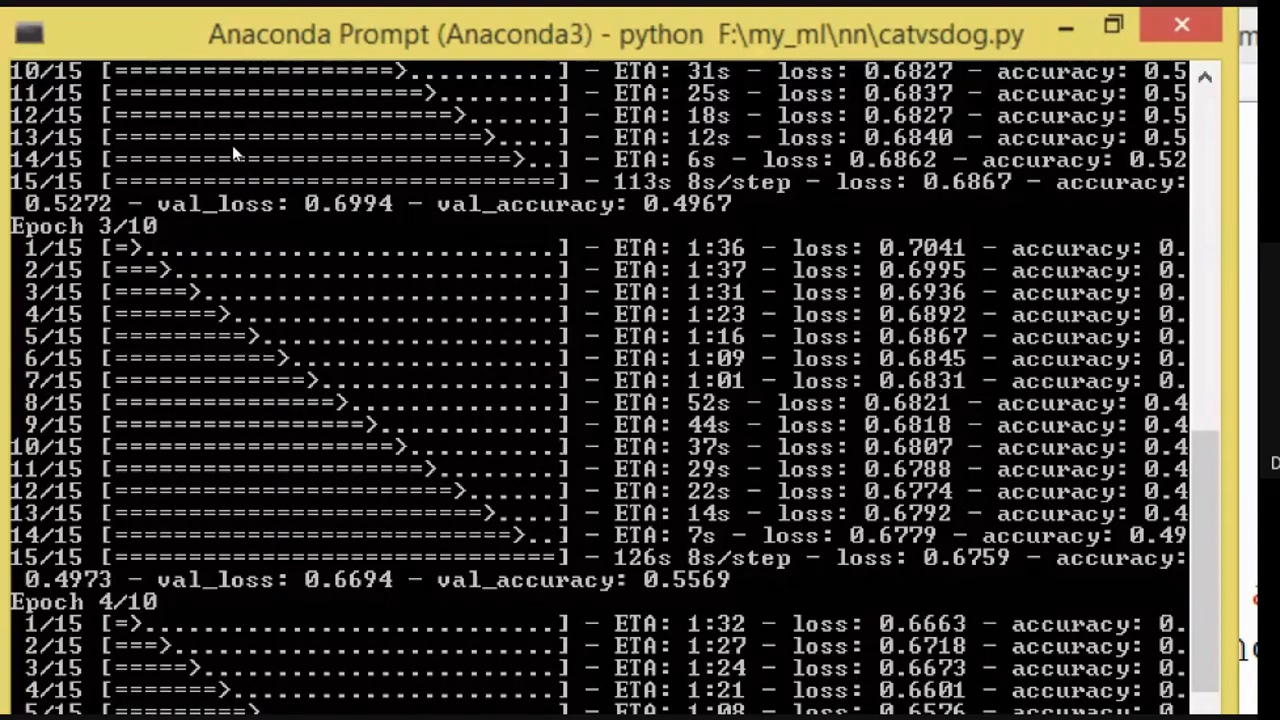 Anaconda Prompt (Anaconda3) - python F:\my_ml\nn\catvsdog.py
10/15 [===================>..........] - ETA: 31s - loss: 0.6827 - accuracy: 0.5
11/15 [=====================>........] - ETA: 25s - loss: 0.6837 - accuracy: 0.5
12/15 [=======================>......] - ETA: 18s - loss: 0.6827 - accuracy: 0.5
13/15 [=========================>....] - ETA: 12s - loss: 0.6840 - accuracy: 0.5
14/15 [===========================>..] - ETA: 6s - loss: 0.6862 - accuracy: 0.52
15/15 [==============================] - 113s 8s/step - loss: 0.6867 - accuracy:
0.5272 - val_loss: 0.6994 - val_accuracy: 0.4967
Epoch 3/10
1/15 [=>............................] - ETA: 1:36 - loss: 0.7041 - accuracy: 0.
2/15 [===>..........................] - ETA: 1:37 - loss: 0.6995 - accuracy: 0.
3/15 [=====>........................] - ETA: 1:31 - loss: 0.6936 - accuracy: 0.
4/15 [=======>......................] - ETA: 1:23 - loss: 0.6892 - accuracy: 0.
5/15 [=========>....................] - ETA: 1:16 - loss: 0.6867 - accuracy: 0.
6/15 [===========>..................] - ETA: 1:09 - loss: 0.6845 - accuracy: 0.
7/15 [=============>................] - ETA: 1:01 - loss: 0.6831 - accuracy: 0.
8/15 [===============>..............] - ETA: 52s - loss: 0.6821 - accuracy: 0.4
9/15 [=================>............] - ETA: 44s - loss: 0.6818 - accuracy: 0.4
10/15 [===================>..........] - ETA: 37s - loss: 0.6807 - accuracy: 0.4
11/15 [=====================>........] - ETA: 29s - loss: 0.6788 - accuracy: 0.4
12/15 [=======================>......] - ETA: 22s - loss: 0.6774 - accuracy: 0.4
13/15 [=========================>....] - ETA: 14s - loss: 0.6792 - accuracy: 0.4
14/15 [===========================>..] - ETA: 7s - loss: 0.6779 - accuracy: 0.49
15/15 [==============================] - 126s 8s/step - loss: 0.6759 - accuracy:
0.4973 - val_loss: 0.6694 - val_accuracy: 0.5569
Epoch 4/10
1/15 [=>............................] - ETA: 1:32 - loss: 0.6663 - accuracy: 0.
2/15 [===>..........................] - ETA: 1:27 - loss: 0.6718 - accuracy: 0.
3/15 [=====>........................] - ETA: 1:24 - loss: 0.6673 - accuracy: 0.
4/15 [=======>......................] - ETA: 1:21 - loss: 0.6601 - accuracy: 0.
5/15 [=========>....................] - ETA: 1:08 - loss: 0.6576 - accuracy: 0.